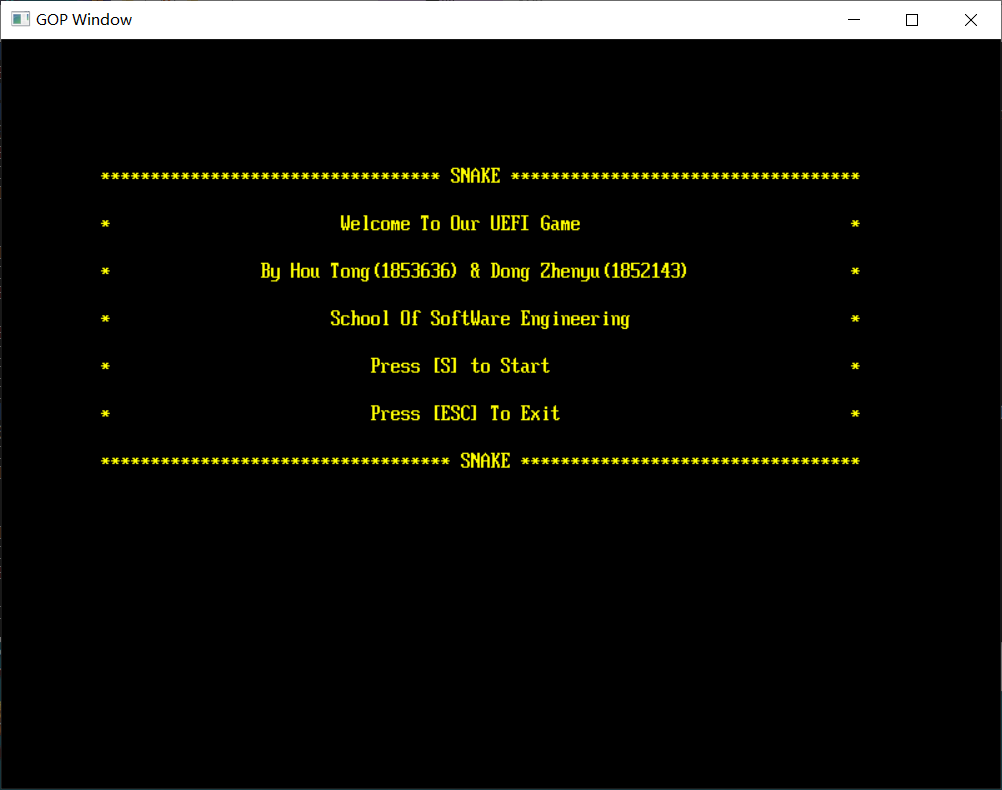 GOP Window
********************************** SNAKE ***********************************
* Welcome To Our UEFI Game *
* By Hou Tong(1853636) & Dong Zhenyu(1852143) *
* School Of SoftWare Engineering *
* Press [S] to Start *
* Press [ESC] To Exit *
*********************************** SNAKE **********************************